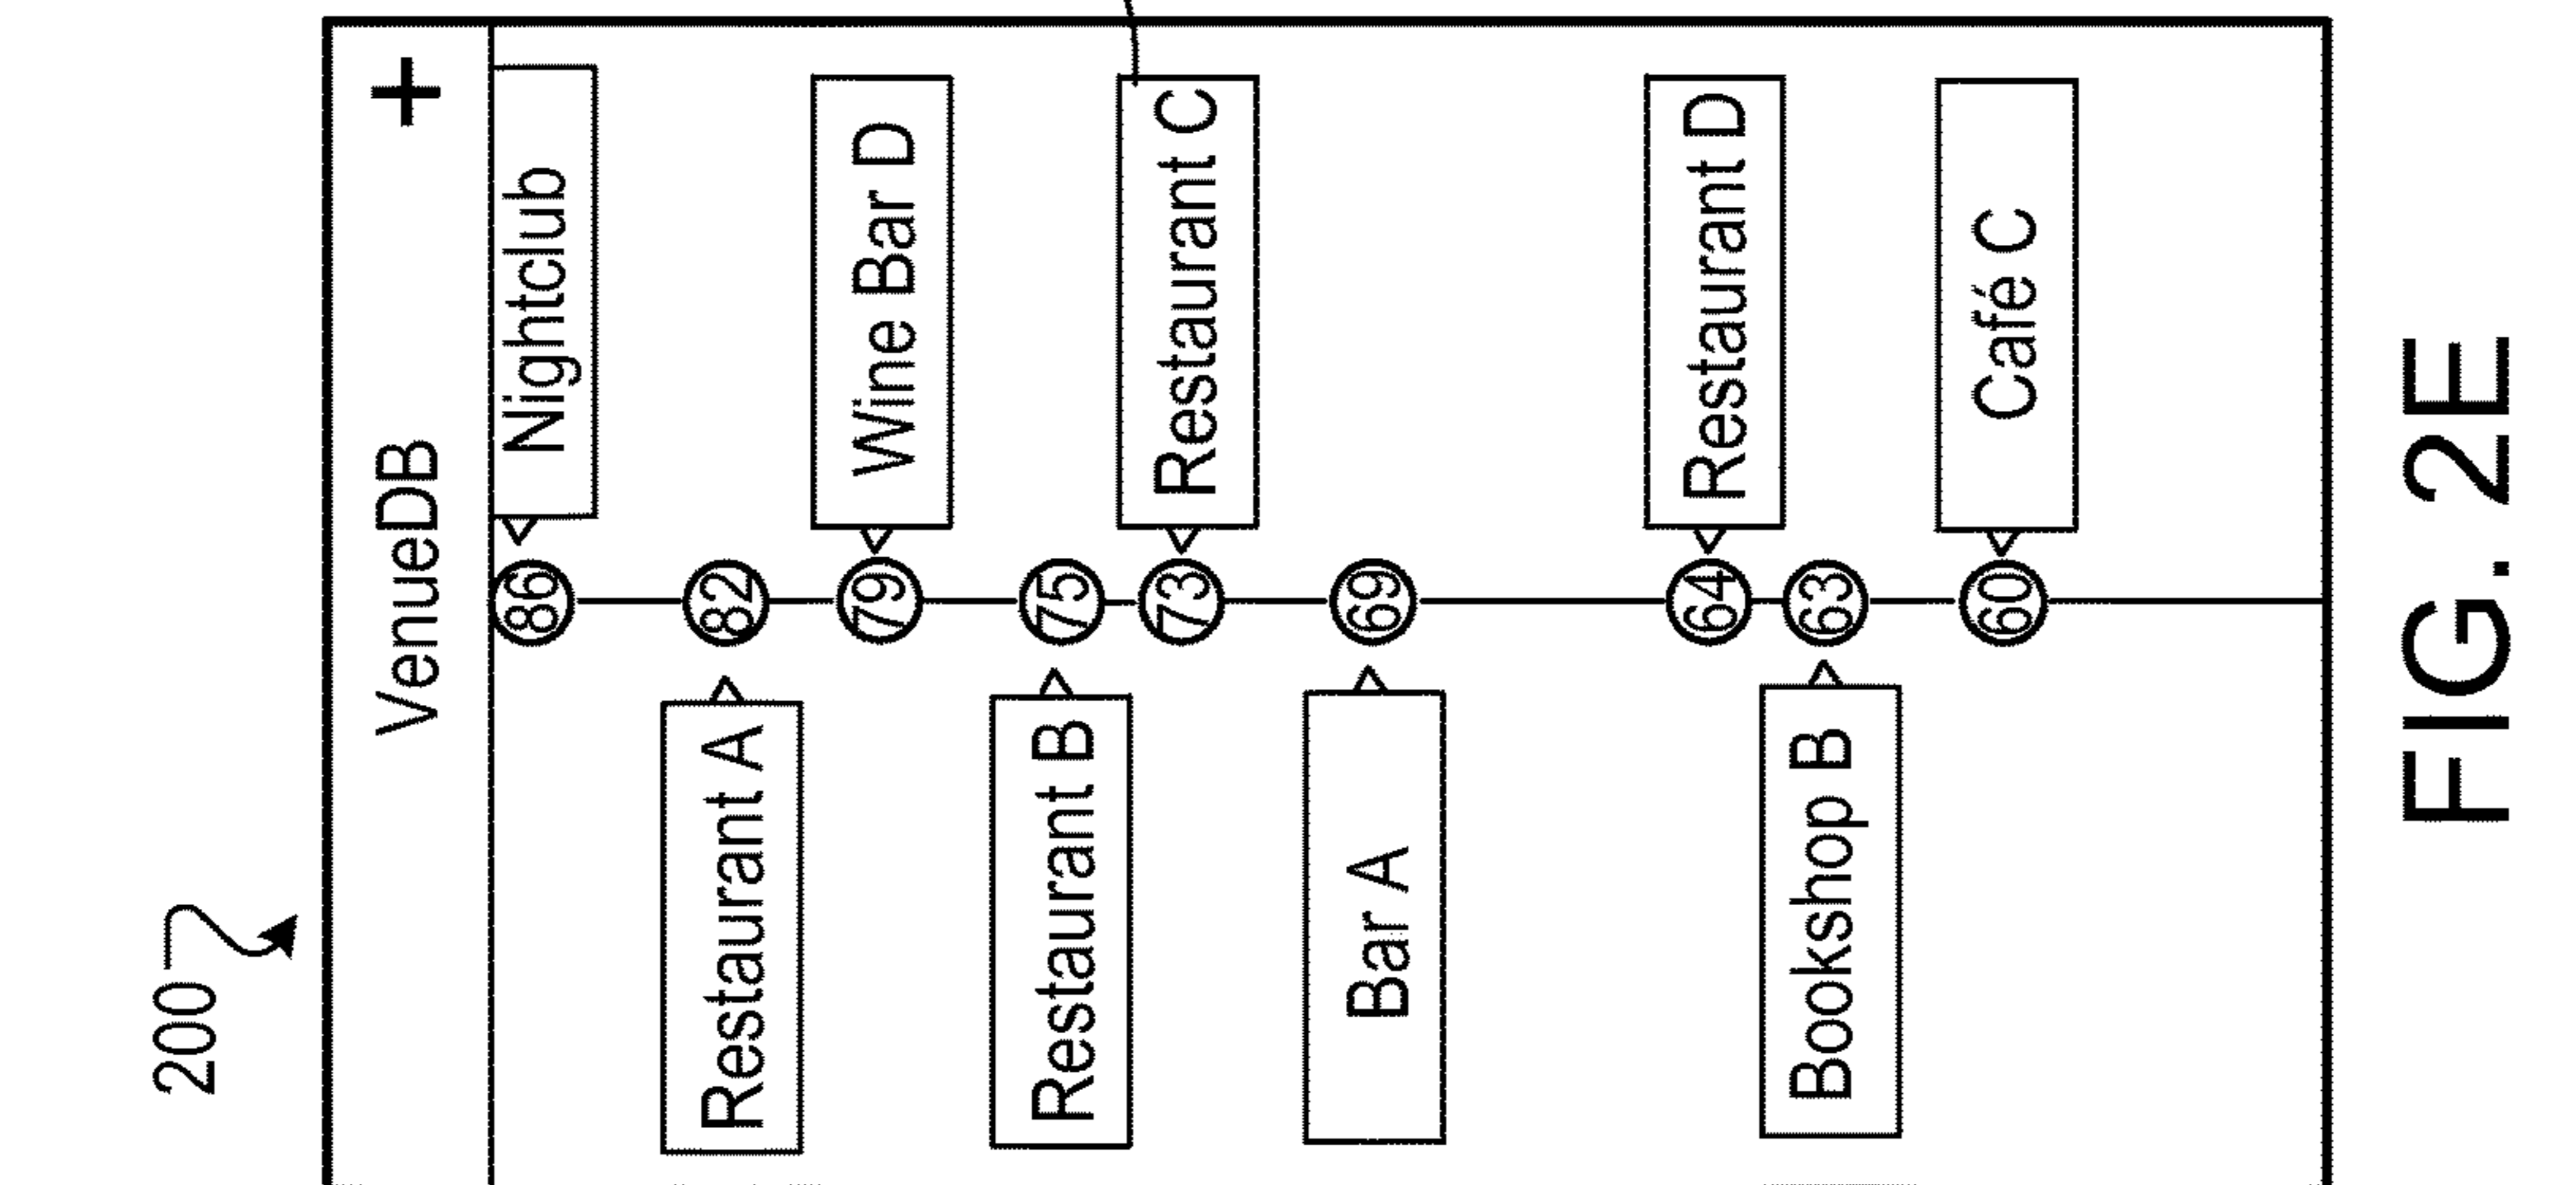 200
VenueDB +
Nightclub
86
82
Restaurant A
Wine Bar D
79
75
Restaurant B
Restaurant C
73
69
Bar A
Restaurant D
64
63
Bookshop B
Café C
60
FIG. 2E